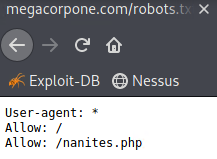 megacorpone.com/robots.tx
Exploit-DB
Nessus
User-agent: *
Allow: /
Allow: /nanites.php